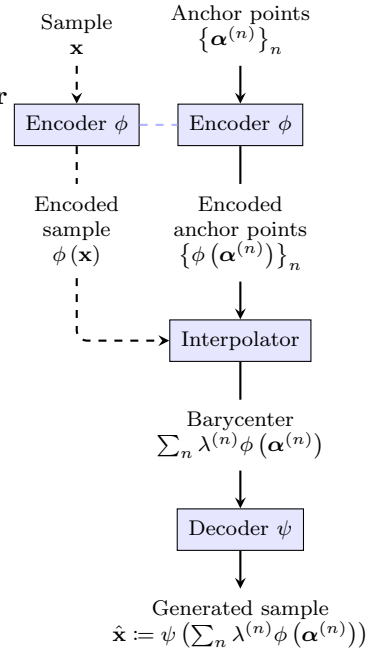 Sample
x
Anchor points
{α^(n)}_n
r
Encoder ϕ
Encoder ϕ
Encoded
sample
ϕ (x)
Encoded
anchor points
{ϕ (α^(n))}_n
Interpolator
Barycenter
∑_n λ^(n)ϕ (α^(n))
Decoder ψ
Generated sample
x̂ ≔ ψ (∑_n λ^(n)ϕ (α^(n)))